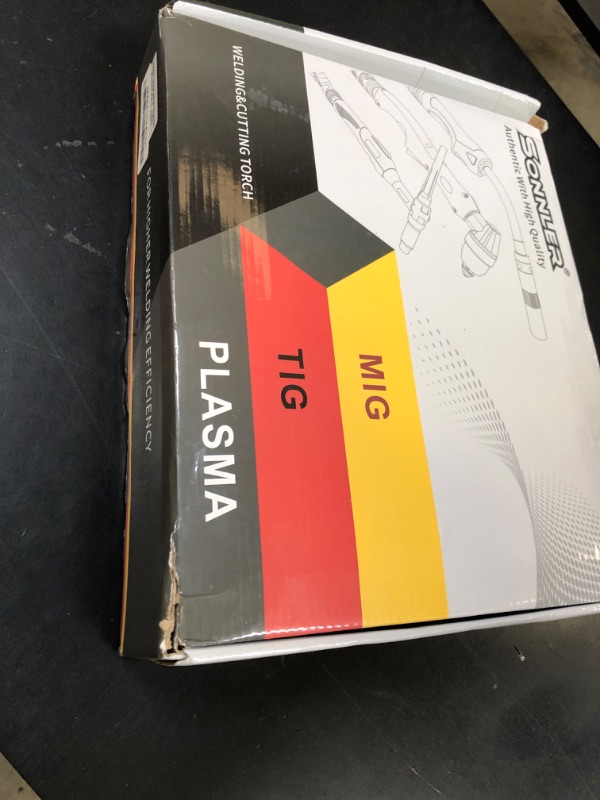 SONNLER®
Authentic With High Quality
WELDING&CUTTING TORCH
MIG
TIG
PLASMA
FOR HIGHER WELDING EFFICIENCY